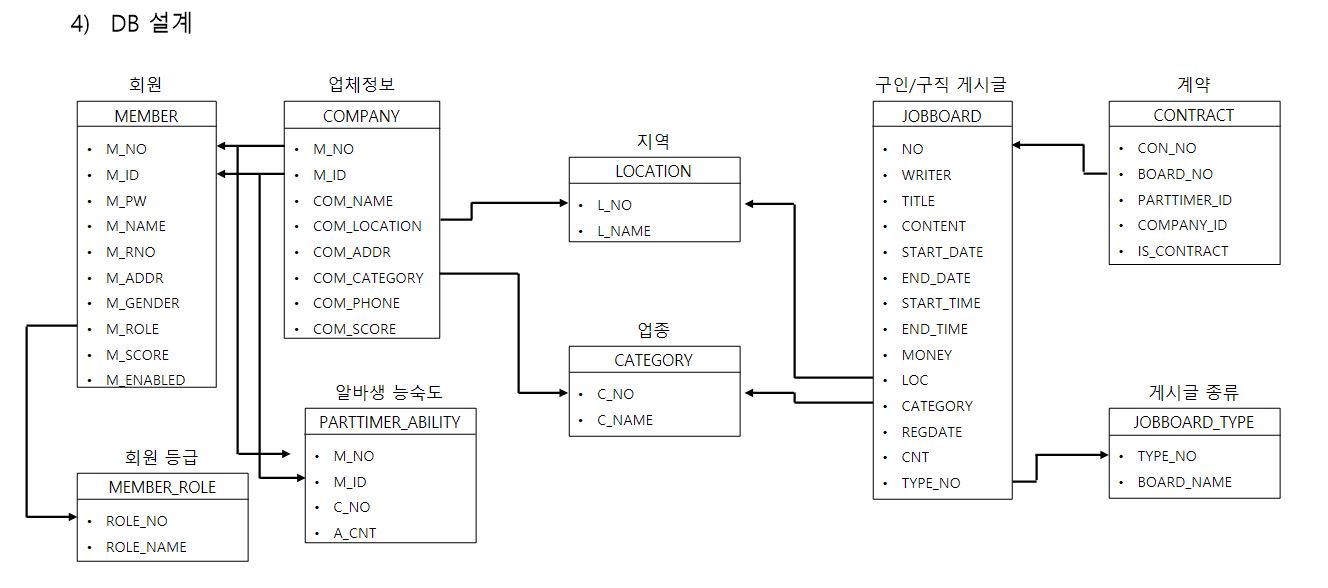 4) DB 설계
회원
MEMBER
• M_NO
• M_ID
• M_PW
• M_NAME
• M_RNO
• M_ADDR
• M_GENDER
• M_ROLE
• M_SCORE
• M_ENABLED
회원 등급
MEMBER_ROLE
• ROLE_NO
• ROLE_NAME
업체정보
COMPANY
• M_NO
• M_ID
• COM_NAME
• COM_LOCATION
• COM_ADDR
• COM_CATEGORY
• COM_PHONE
• COM_SCORE
알바생 능숙도
PARTTIMER_ABILITY
• M_NO
• M_ID
• C_NO
• A_CNT
지역
LOCATION
• L_NO
• L_NAME
업종
CATEGORY
• C_NO
• C_NAME
구인/구직 게시글
JOBBOARD
• NO
• WRITER
• TITLE
• CONTENT
• START_DATE
• END_DATE
• START_TIME
• END_TIME
• MONEY
• LOC
• CATEGORY
• REGDATE
• CNT
• TYPE_NO
계약
CONTRACT
• CON_NO
• BOARD_NO
• PARTTIMER_ID
• COMPANY_ID
• IS_CONTRACT
게시글 종류
JOBBOARD_TYPE
• TYPE_NO
• BOARD_NAME